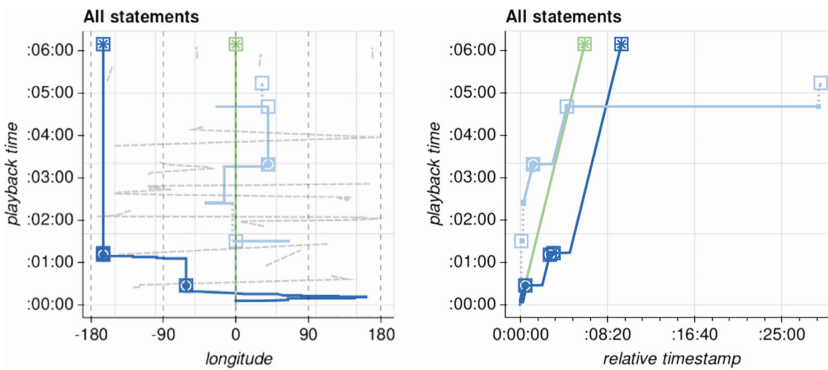 All statements
playback time
:06:00
:05:00
:04:00
:03:00
:02:00
:01:00
:00:00
-180 -90 0 90 180
longitude
All statements
playback time
:06:00
:05:00
:04:00
:03:00
:02:00
:01:00
:00:00
0:00:00 :08:20 :16:40 :25:00
relative timestamp